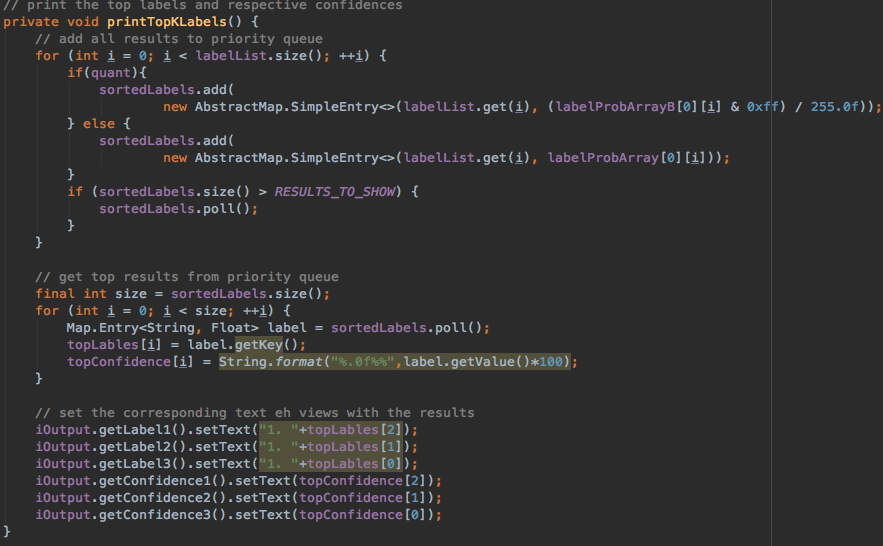 // print the top labels and respective confidences
private void printTopKLabels() {
    // add all results to priority queue
    for (int i = 0; i < labelList.size(); ++i) {
        if(quant){
            sortedLabels.add(
                    new AbstractMap.SimpleEntry<>(labelList.get(i), (labelProbArrayB[0][i] & 0xff) / 255.0f));
        } else {
            sortedLabels.add(
                    new AbstractMap.SimpleEntry<>(labelList.get(i), labelProbArray[0][i]));
        }
        if (sortedLabels.size() > RESULTS_TO_SHOW) {
            sortedLabels.poll();
        }
    }
    // get top results from priority queue
    final int size = sortedLabels.size();
    for (int i = 0; i < size; ++i) {
        Map.Entry<String, Float> label = sortedLabels.poll();
        topLables[i] = label.getKey();
        topConfidence[i] = String.format("%.0f%%",label.getValue()*100);
    }
    // set the corresponding text eh views with the results
    iOutput.getLabel1().setText("1. "+topLables[2]);
    iOutput.getLabel2().setText("1. "+topLables[1]);
    iOutput.getLabel3().setText("1. "+topLables[0]);
    iOutput.getConfidence1().setText(topConfidence[2]);
    iOutput.getConfidence2().setText(topConfidence[1]);
    iOutput.getConfidence3().setText(topConfidence[0]);
}